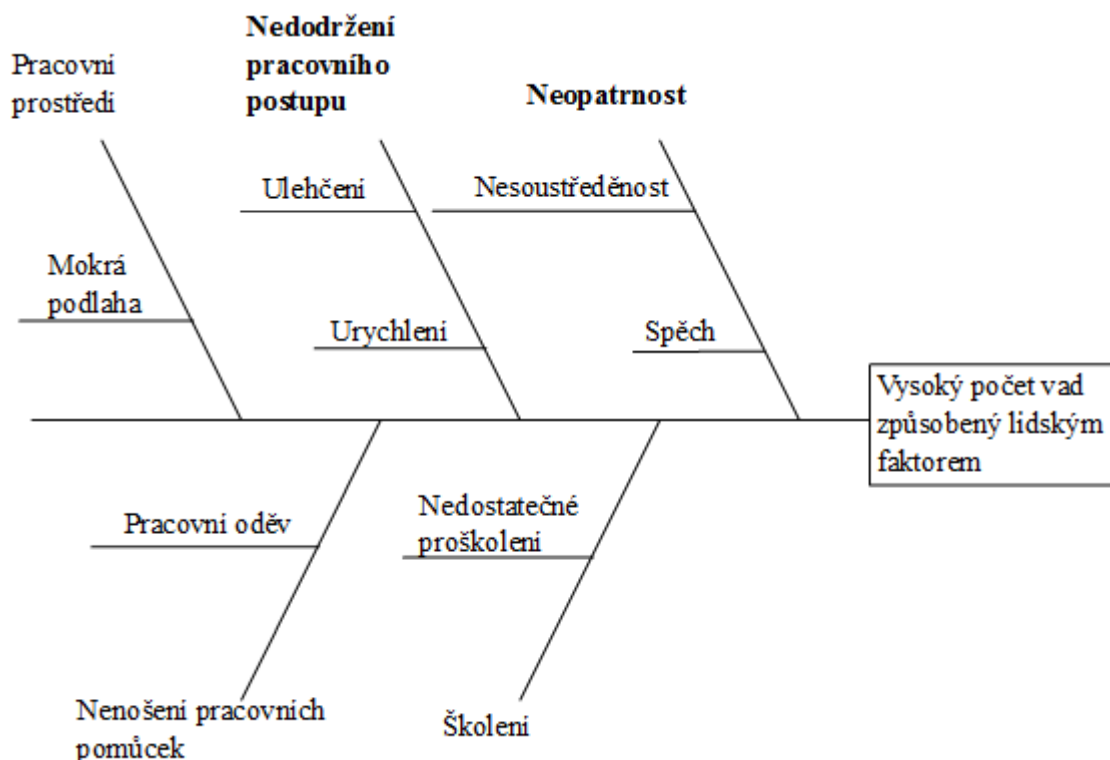 Pracovní
prostředí
Nedodržení
pracovního
postupu
Neopatrnost
Ulehčení
Nesoustředěnost
Mokrá
podlaha
Urychlení
Spěch
Vysoký počet vad
způsobený lidským
faktorem
Pracovní oděv
Nedostatečné
proškolení
Nenošení pracovních
pomůcek
Školení